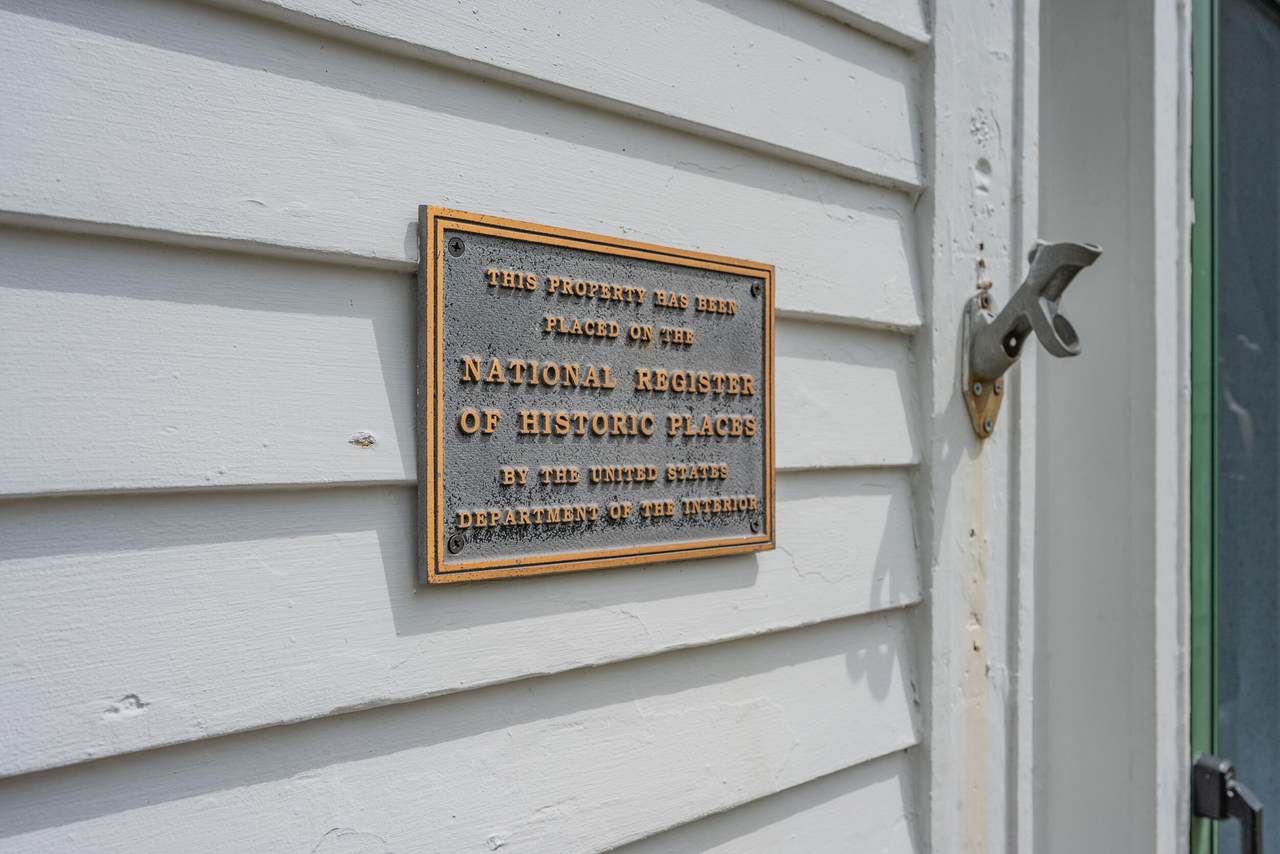 THIS PROPERTY HAS BEEN
PLACED ON THE
NATIONAL REGISTER
OF HISTORIC PLACES
BY THE UNITED STATES
DEPARTMENT OF THE INTERIOR